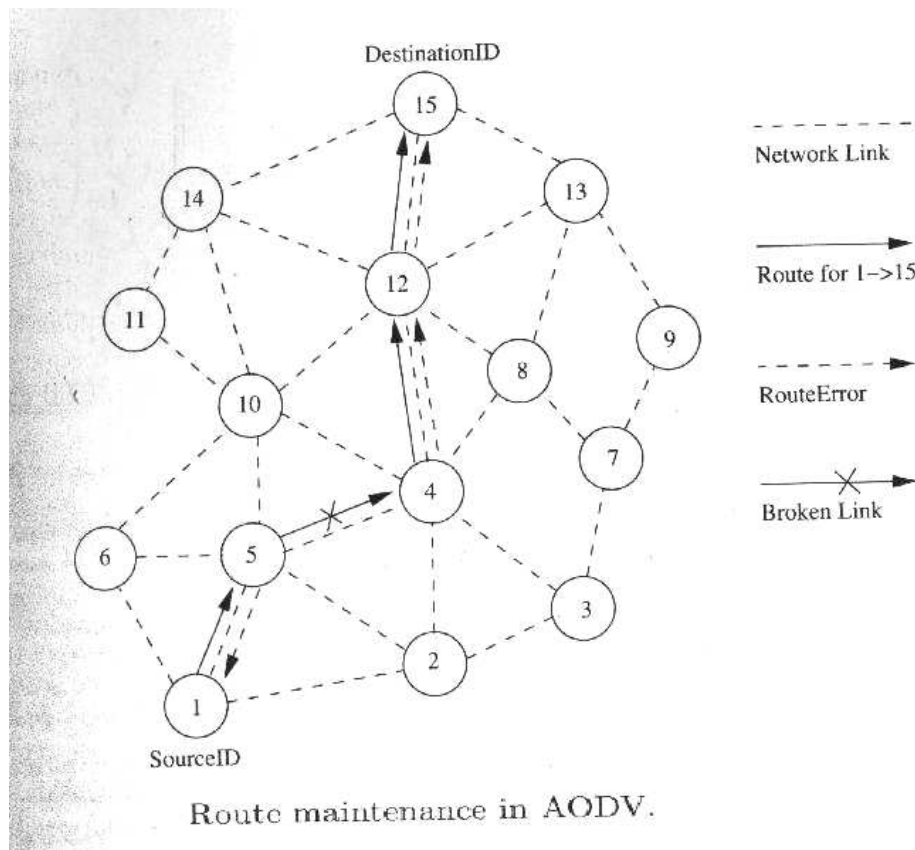 DestinationID
15
Network Link
14
13
Route for 1->15
12
11
9
8
RouteError
10
7
4
Broken Link
6
5
3
2
1
SourceID
Route maintenance in AODV.